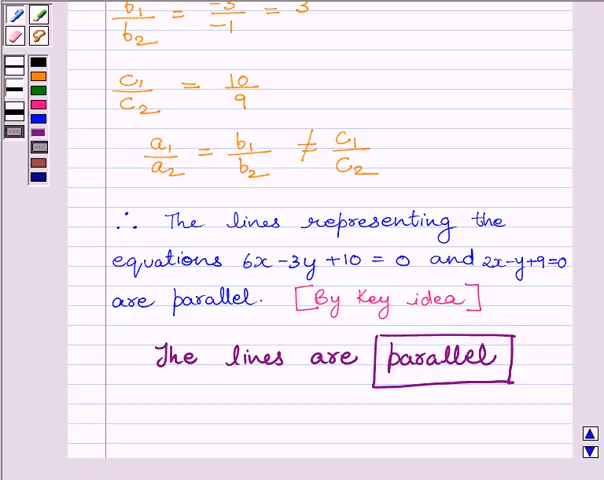 b₁/b₂ = -3/-1 = 3
c₁/c₂ = 10/9
a₁/a₂ = b₁/b₂ ≠ c₁/c₂
∴ The lines representing the
equations 6x - 3y + 10 = 0 and 2x-y+9=0
are parallel. [By Key idea]
The lines are parallel